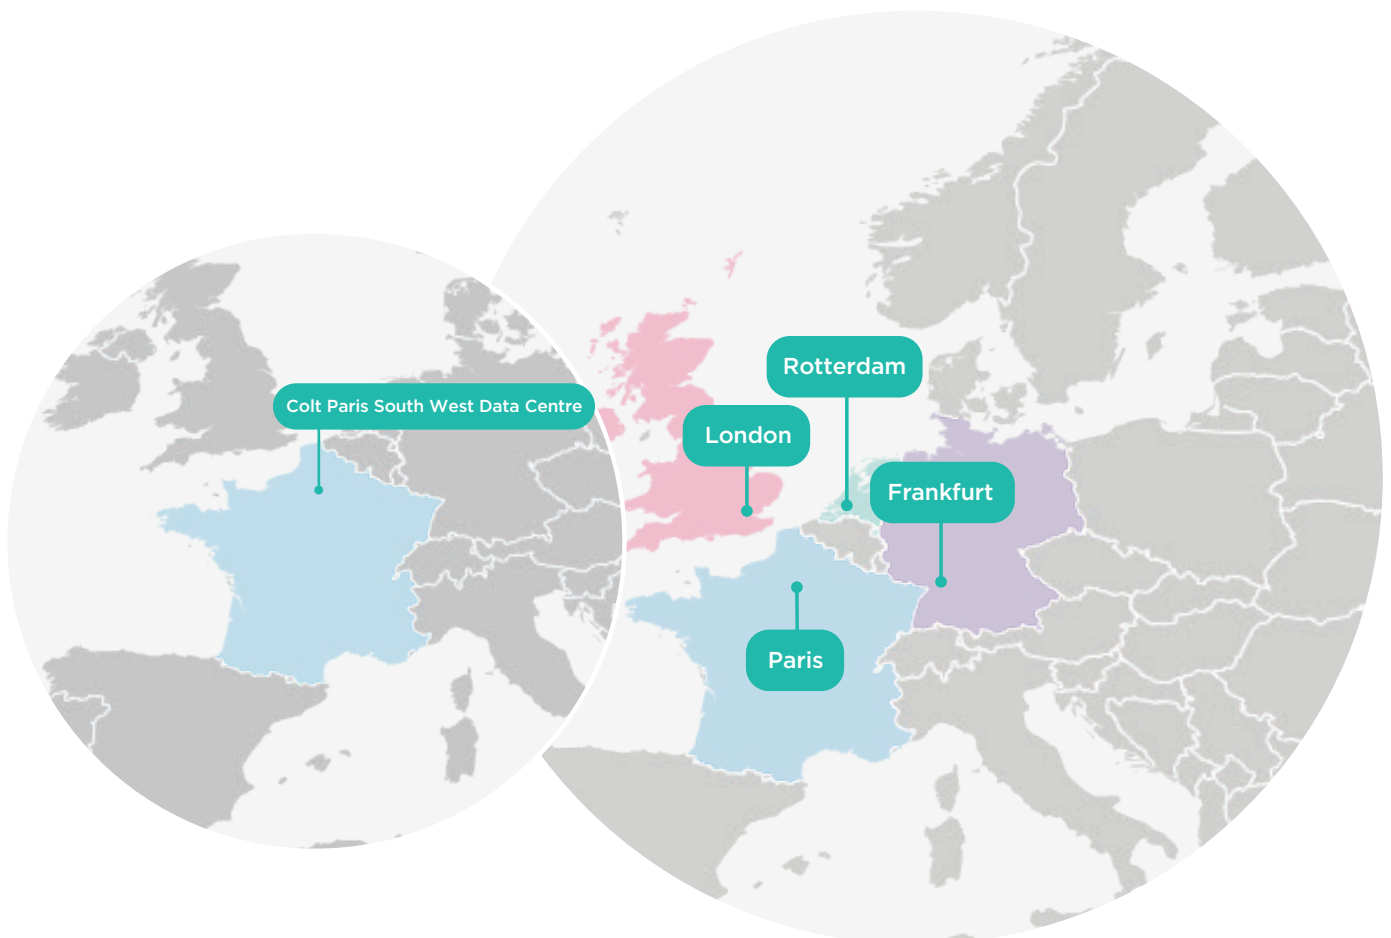 Colt Paris South West Data Centre
Rotterdam
London
Frankfurt
Paris